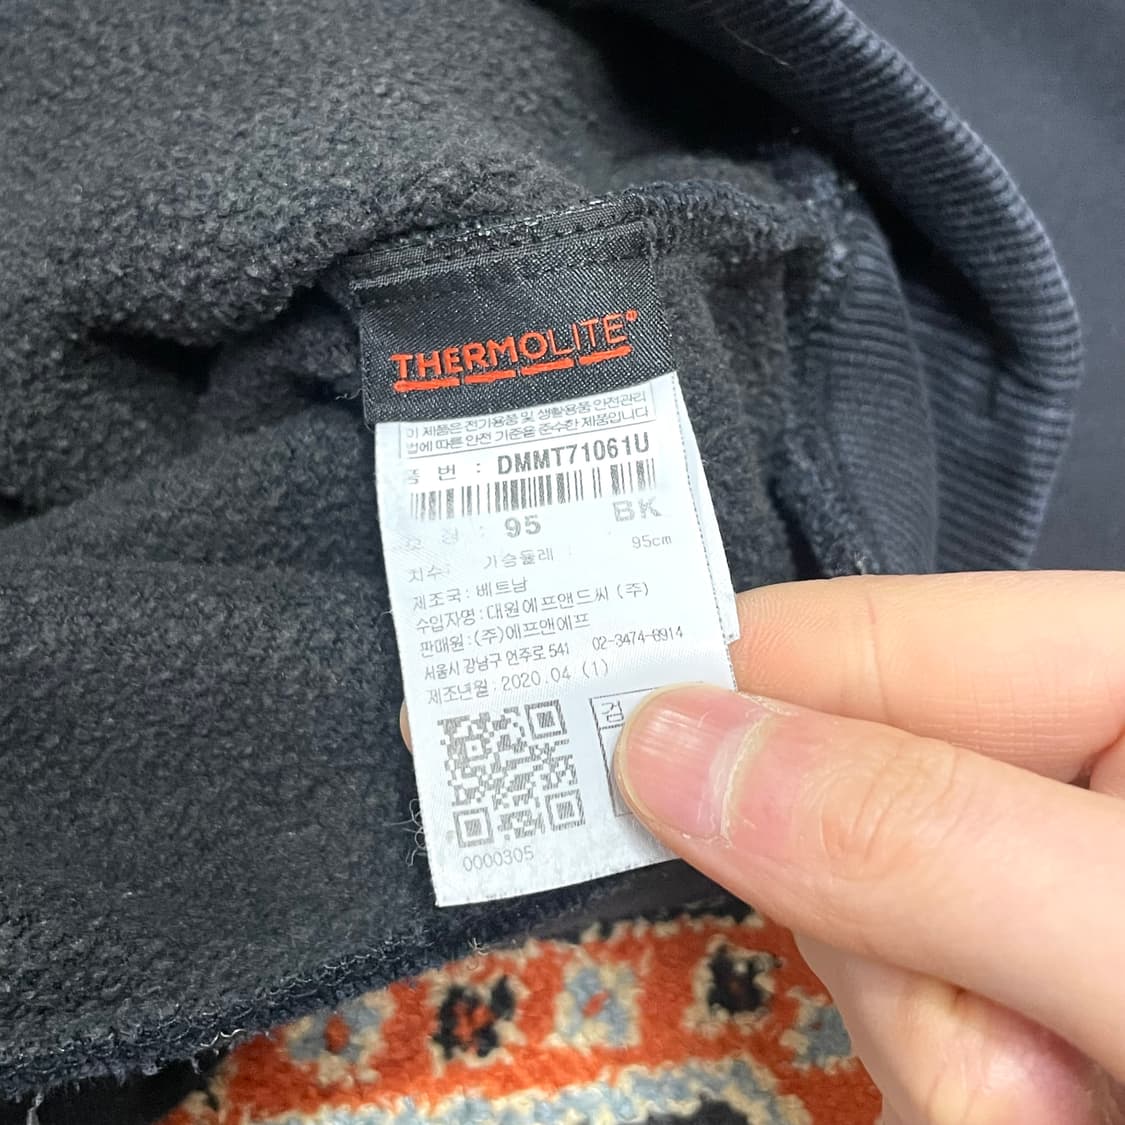 THERMOLITE®
이 제품은 전기용품 및 생활용품 안전관리
법에 따른 안전 기준을 준수한 제품입니다
품 번 : DMMT71061U
호 칭 : 95 BK
치수: 가슴둘레 : 95cm
제조국: 베트남
수입자명: 대원에프앤드씨 (주)
판매원: (주)에프앤에프
서울시 강남구 언주로 541 02-3474-0914
제조년월: 2020.04 (1)
검
0000305